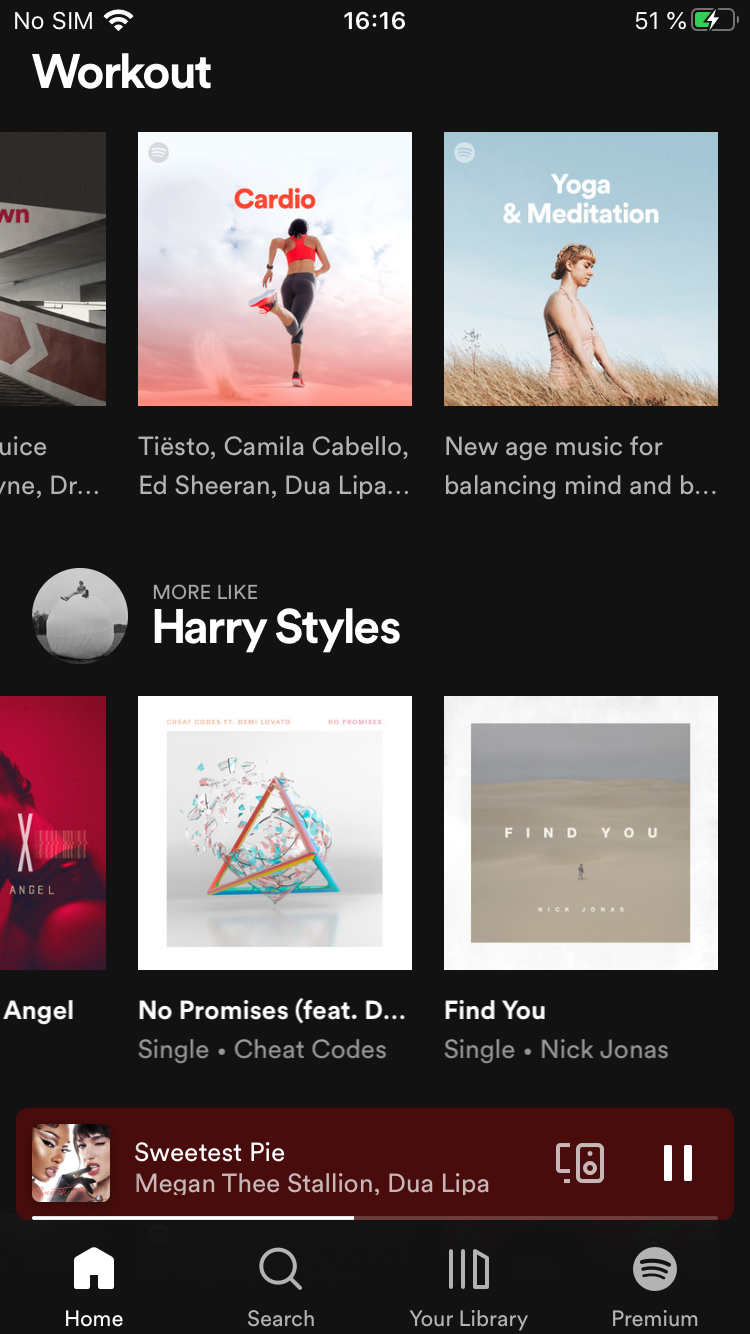 No SIM 16:16 51 %
Workout
wn
Cardio
Yoga
& Meditation
uice
yne, Dr...
Tiësto, Camila Cabello,
Ed Sheeran, Dua Lipa...
New age music for
balancing mind and b...
MORE LIKE
Harry Styles
X
ANGEL
CHEAT CODES FT. DEMI LOVATO NO PROMISES
FIND YOU
NICK JONAS
Angel
No Promises (feat. D...
Single • Cheat Codes
Find You
Single • Nick Jonas
Sweetest Pie
Megan Thee Stallion, Dua Lipa
Home Search Your Library Premium